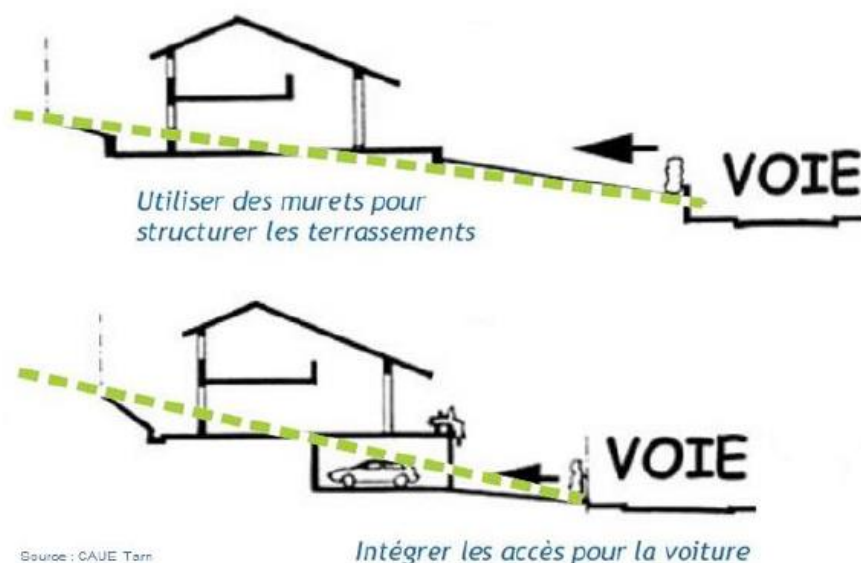 VOIE
Utiliser des murets pour
structurer les terrassements
VOIE
Source : CAUE Tarn
Intégrer les accès pour la voiture